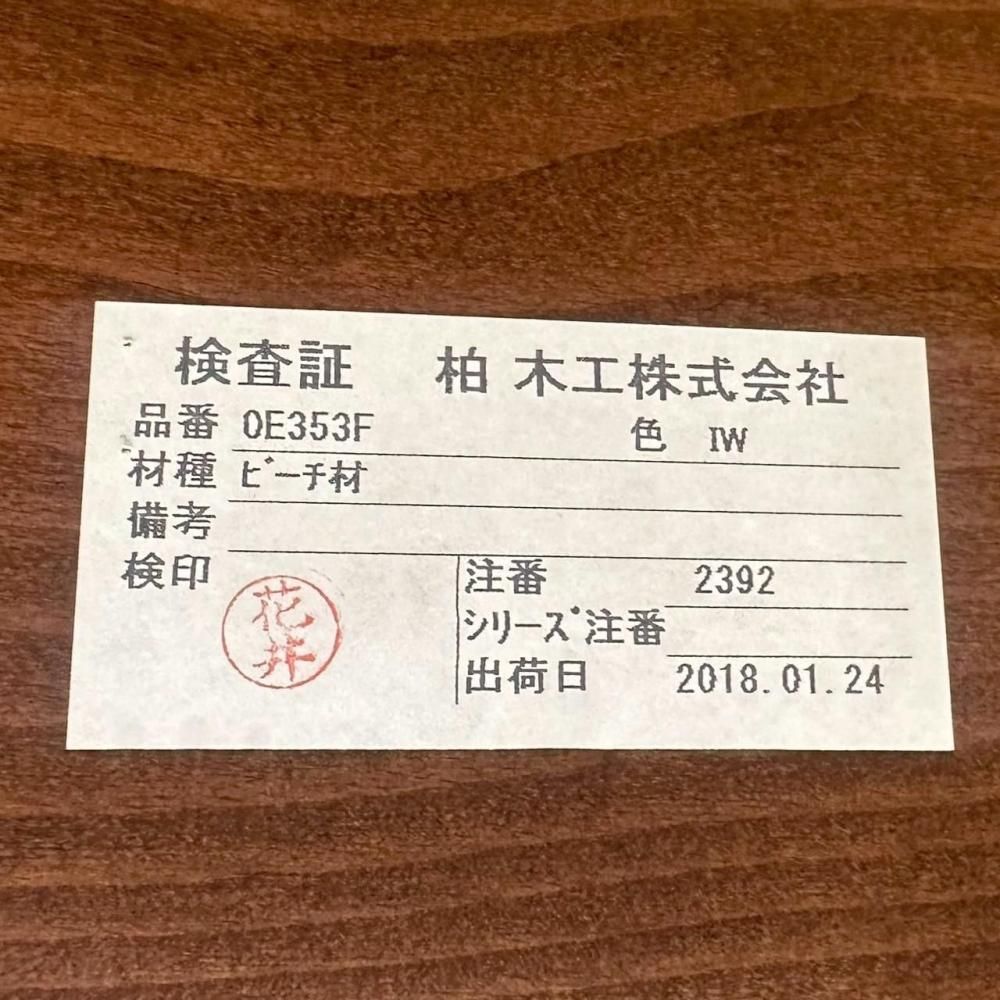 検査証 柏木工株式会社
品番 OE353F 色 IW
材種 ビーチ材
備考
検印 花井
注番 2392
シリーズ注番
出荷日 2018.01.24